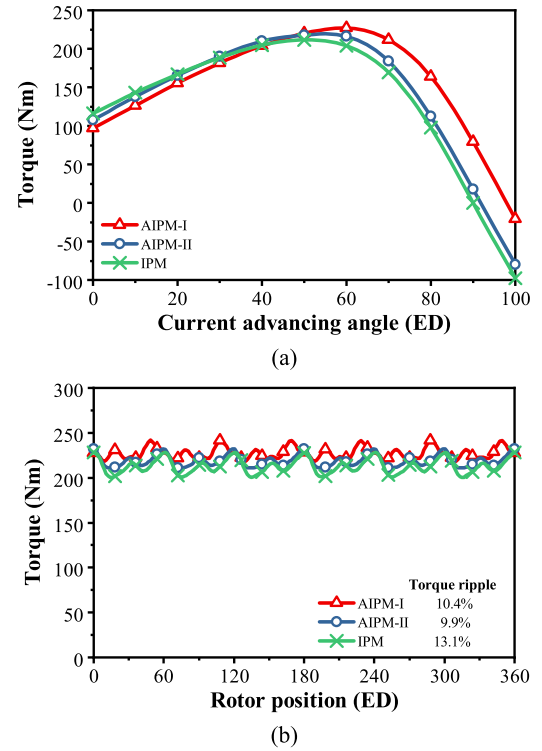 250
200
150
100
50
0
-50
-100
Torque (Nm)
AIPM-I
AIPM-II
IPM
0 20 40 60 80 100
Current advancing angle (ED)
(a)
300
250
200
150
100
50
0
Torque (Nm)
Torque ripple
AIPM-I 10.4%
AIPM-II 9.9%
IPM 13.1%
0 60 120 180 240 300 360
Rotor position (ED)
(b)